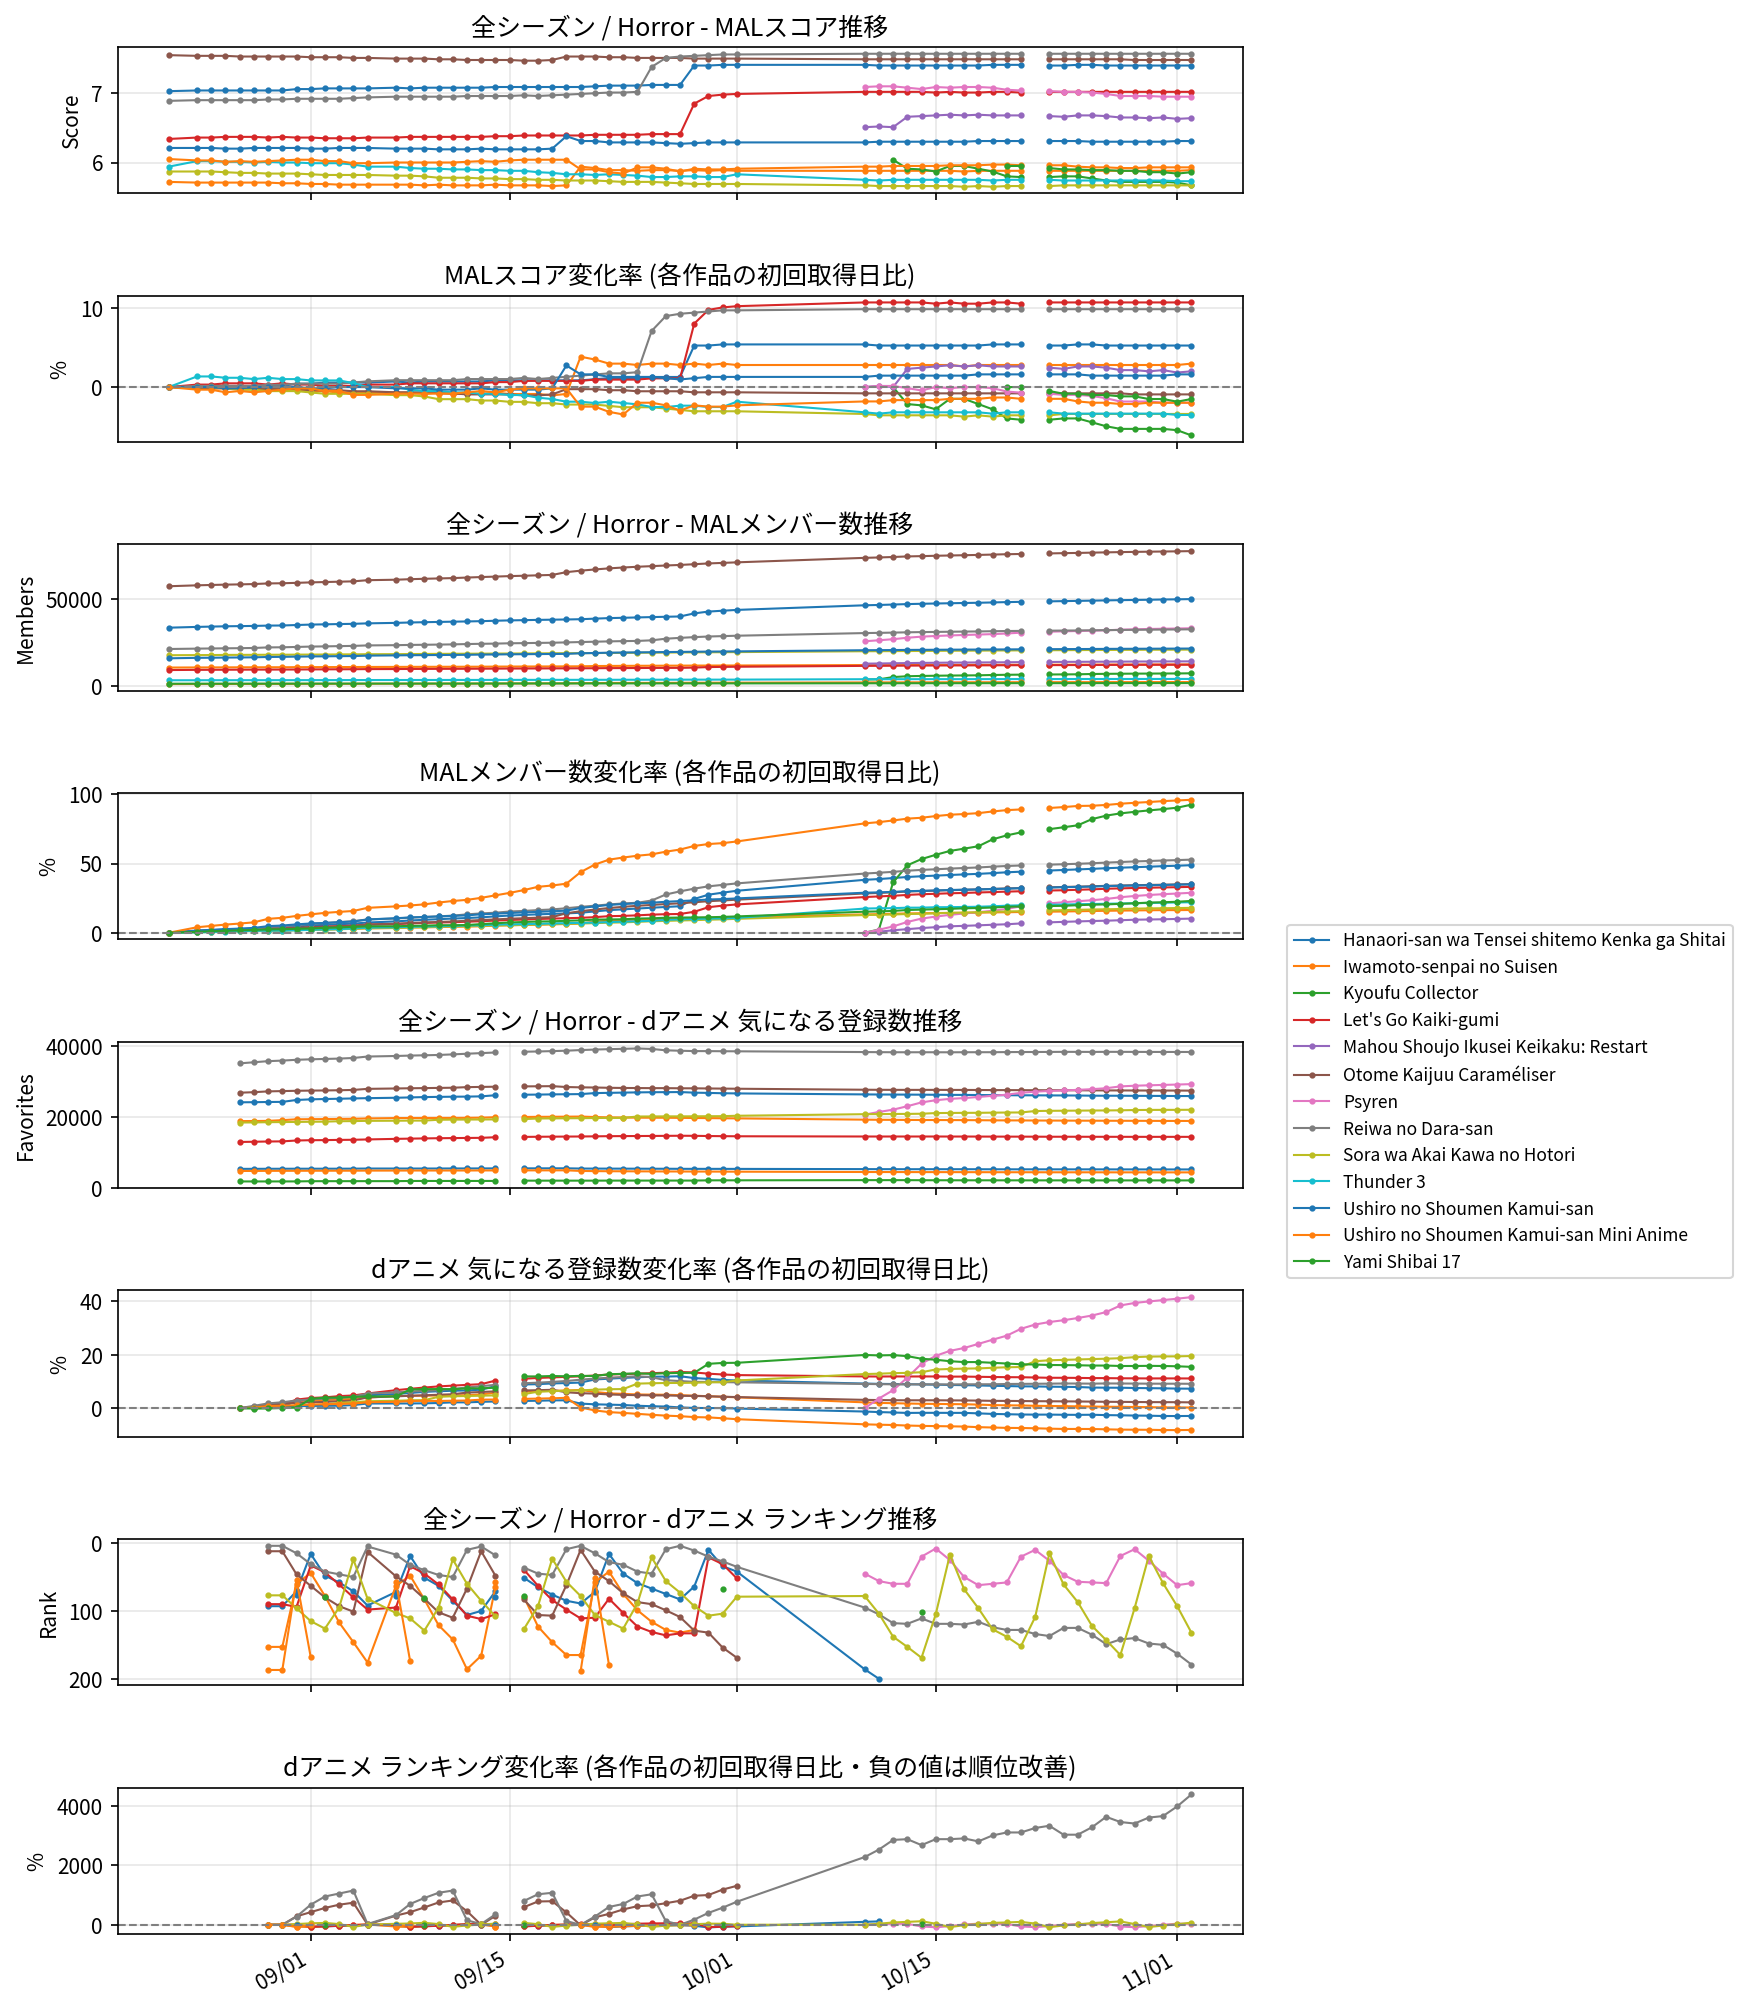 全シーズン / Horror - MALスコア推移
Score
7
6
MALスコア変化率 (各作品の初回取得日比)
%
10
0
全シーズン / Horror - MALメンバー数推移
Members
50000
0
MALメンバー数変化率 (各作品の初回取得日比)
%
100
50
0
全シーズン / Horror - dアニメ 気になる登録数推移
Favorites
40000
20000
0
dアニメ 気になる登録数変化率 (各作品の初回取得日比)
%
40
20
0
全シーズン / Horror - dアニメ ランキング推移
Rank
0
100
200
dアニメ ランキング変化率 (各作品の初回取得日比・負の値は順位改善)
%
4000
2000
0
09/01
09/15
10/01
10/15
11/01
Hanaori-san wa Tensei shitemo Kenka ga Shitai
Iwamoto-senpai no Suisen
Kyoufu Collector
Let's Go Kaiki-gumi
Mahou Shoujo Ikusei Keikaku: Restart
Otome Kaijuu Caraméliser
Psyren
Reiwa no Dara-san
Sora wa Akai Kawa no Hotori
Thunder 3
Ushiro no Shoumen Kamui-san
Ushiro no Shoumen Kamui-san Mini Anime
Yami Shibai 17